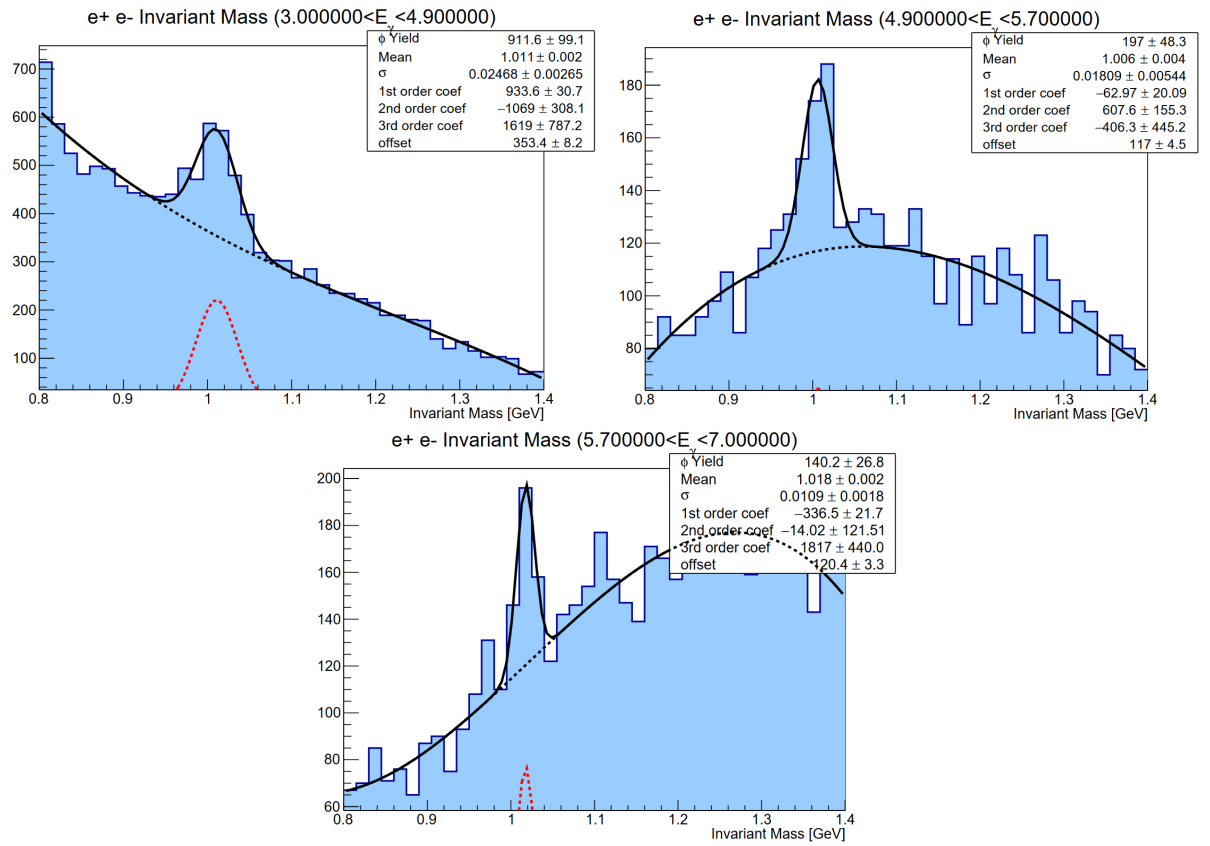 e+ e- Invariant Mass (3.000000<Eγ<4.900000)
ϕ Yield 911.6 ± 99.1
Mean 1.011 ± 0.002
σ 0.02468 ± 0.00265
1st order coef 933.6 ± 30.7
2nd order coef −1069 ± 308.1
3rd order coef 1619 ± 787.2
offset 353.4 ± 8.2
700
600
500
400
300
200
100
0.8 0.9 1 1.1 1.2 1.3 1.4
Invariant Mass [GeV]
e+ e- Invariant Mass (4.900000<Eγ<5.700000)
ϕ Yield 197 ± 48.3
Mean 1.006 ± 0.004
σ 0.01809 ± 0.00544
1st order coef −62.97 ± 20.09
2nd order coef 607.6 ± 155.3
3rd order coef −406.3 ± 445.2
offset 117 ± 4.5
180
160
140
120
100
80
0.8 0.9 1 1.1 1.2 1.3 1.4
Invariant Mass [GeV]
e+ e- Invariant Mass (5.700000<Eγ<7.000000)
ϕ Yield 140.2 ± 26.8
Mean 1.018 ± 0.002
σ 0.0109 ± 0.0018
1st order coef −336.5 ± 21.7
2nd order coef −14.02 ± 121.51
3rd order coef 1817 ± 440.0
offset 120.4 ± 3.3
200
180
160
140
120
100
80
60
0.8 0.9 1 1.1 1.2 1.3 1.4
Invariant Mass [GeV]